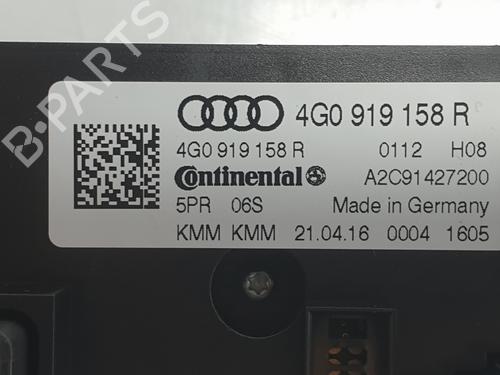 4G0 919 158 R
4G0 919 158 R 0112 H08
Continental A2C91427200
5PR 06S Made in Germany
KMM KMM 21.04.16 0004 1605
B-PARTS